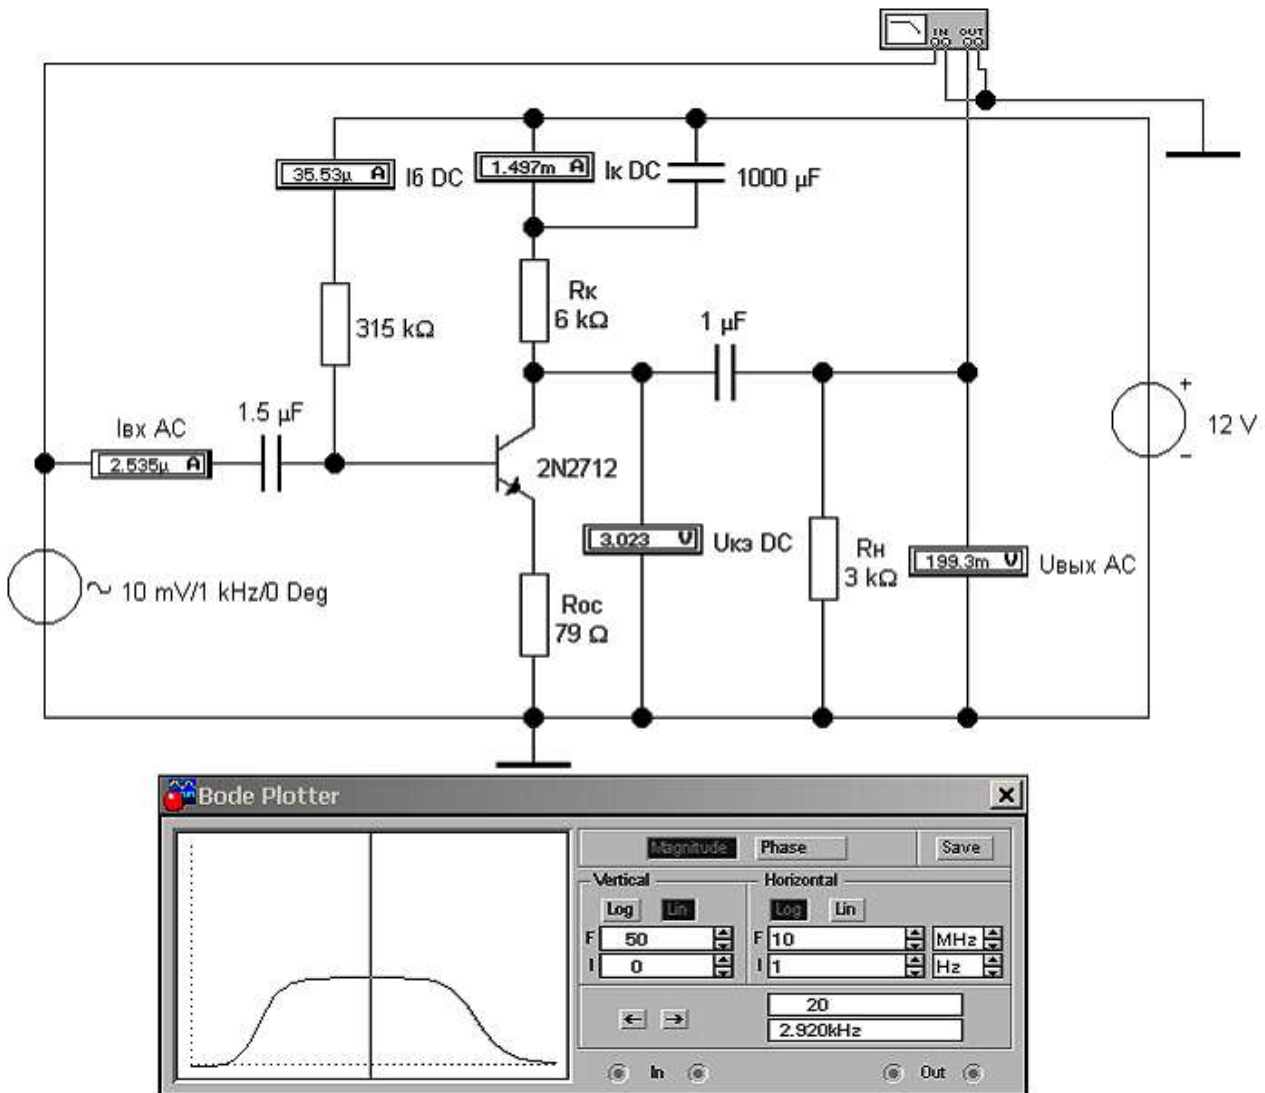 IN OUT
35.53µ A
Iб DC
1.497m A
Iк DC
1000 µF
Rк
6 kΩ
315 kΩ
1 µF
+
12 V
−
1.5 µF
Iвх AC
2.535µ A
2N2712
3.023 V
Uкэ DC
Rн
3 kΩ
199.3m V
Uвых AC
~ 10 mV/1 kHz/0 Deg
Rос
79 Ω
Bode Plotter
Magnitude Phase Save
Vertical Horizontal
Log Lin Log Lin
F 50 F 10 MHz
I 0 I 1 Hz
← → 20
2.920kHz
In Out